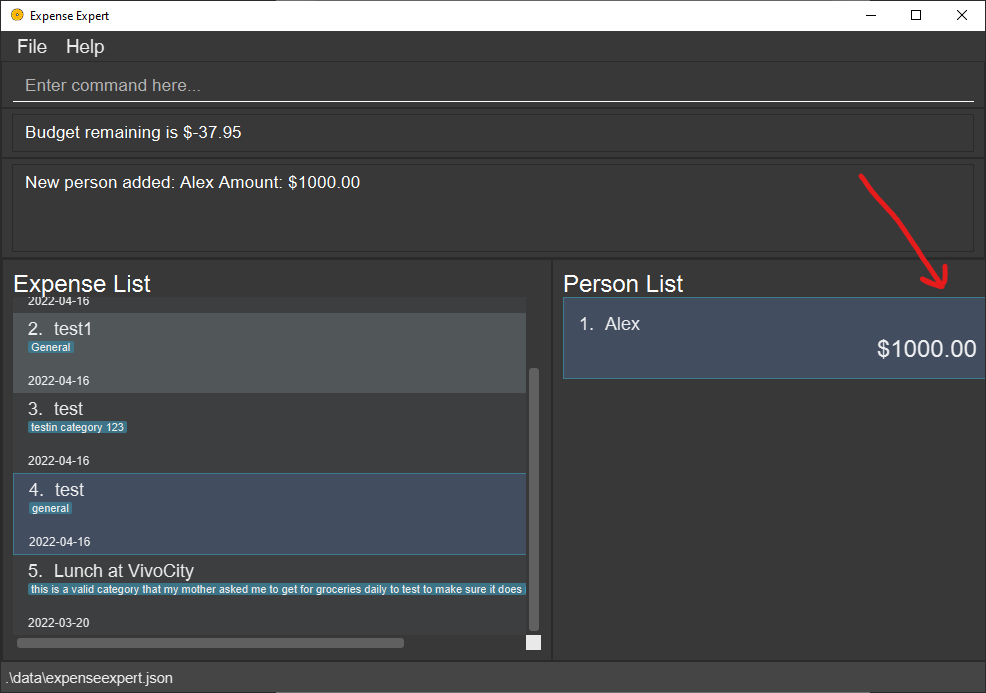 Expense Expert
File Help
Enter command here...
Budget remaining is $-37.95
New person added: Alex Amount: $1000.00
Expense List
2022-04-16
2. test1
General
2022-04-16
3. test
testin category 123
2022-04-16
4. test
general
2022-04-16
5. Lunch at VivoCity
this is a valid category that my mother asked me to get for groceries daily to test to make sure it does
2022-03-20
Person List
1. Alex
$1000.00
.\data\expenseexpert.json